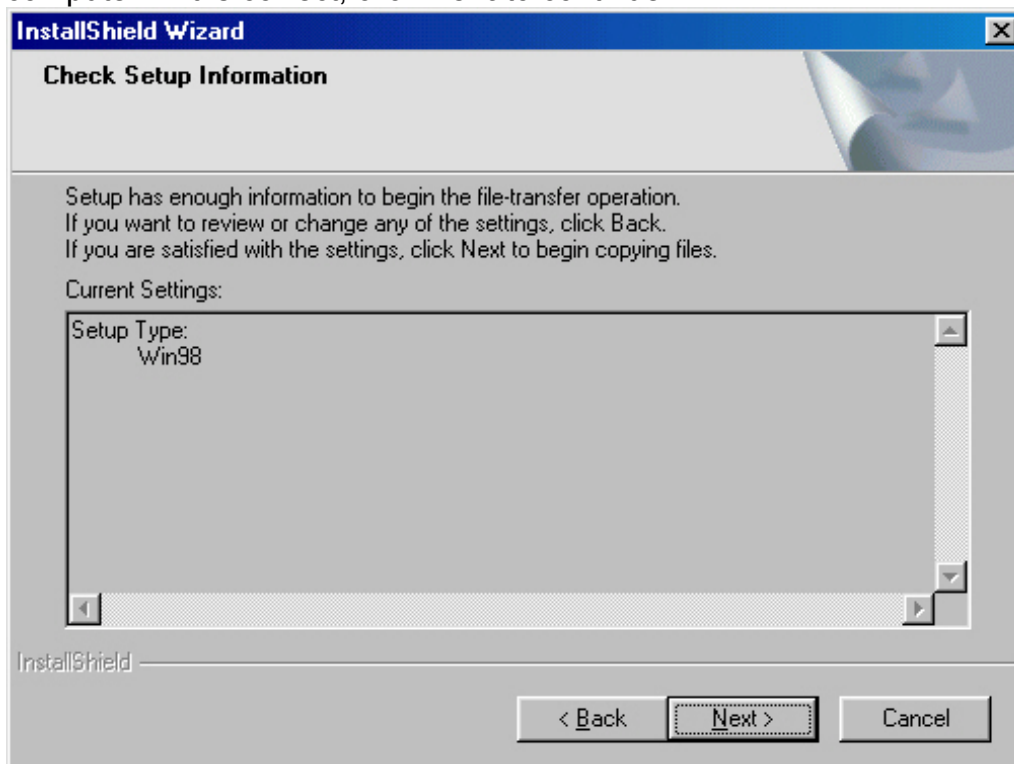 InstallShield Wizard
Check Setup Information
Setup has enough information to begin the file-transfer operation.
If you want to review or change any of the settings, click Back.
If you are satisfied with the settings, click Next to begin copying files.
Current Settings:
Setup Type:
Win98
InstallShield
< Back Next > Cancel